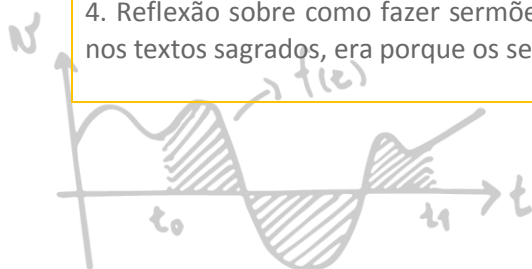 4. Reflexão sobre como fazer sermõe
nos textos sagrados, era porque os se
N
f(t)
t₀
t₁
t